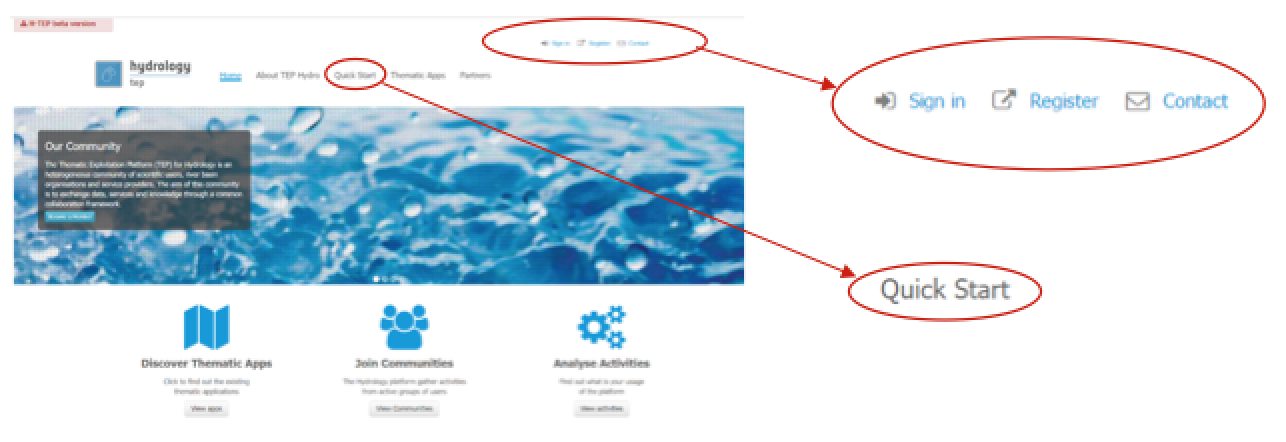 H-TEP beta version
Sign in Register Contact
hydrology
tep
Home About TEP Hydro Quick Start Thematic Apps Partners
Sign in Register Contact
Our Community
The Thematic Exploitation Platform (TEP) for Hydrology is an
heterogeneous community of scientific users, river basin
organisations and service providers. The aim of this community
is to exchange data, services and knowledge through a common
collaboration framework.
Quick Start
Discover Thematic Apps
Click to find out the existing
thematic applications
View apps
Join Communities
The Hydrology platform gather activities
from active groups of users
View Communities
Analyse Activities
Find out what is your usage
of the platform
View activities